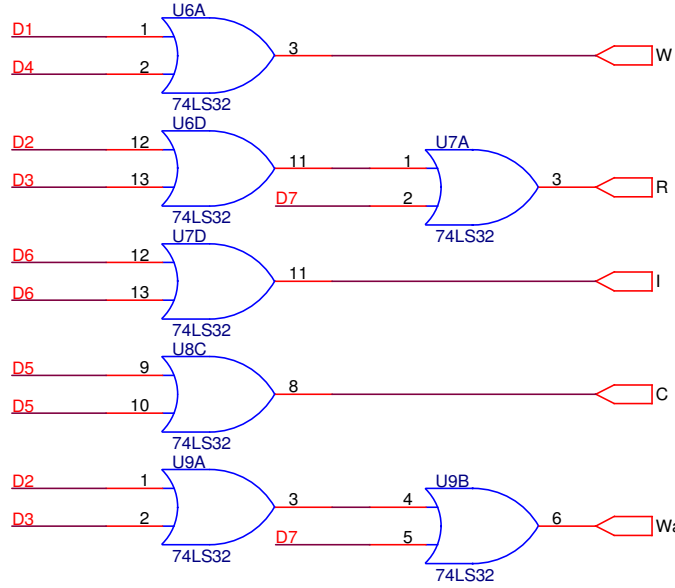 U6A
D1 1
3 W
D4 2
74LS32
U6D
D2 12
11 1 U7A
D3 13
3 R
D7 2
74LS32
74LS32
U7D
D6 12
11 I
D6 13
74LS32
U8C
D5 9
8 C
D5 10
74LS32
U9A
D2 1
3 4 U9B
D3 2
6 Wa
D7 5
74LS32
74LS32